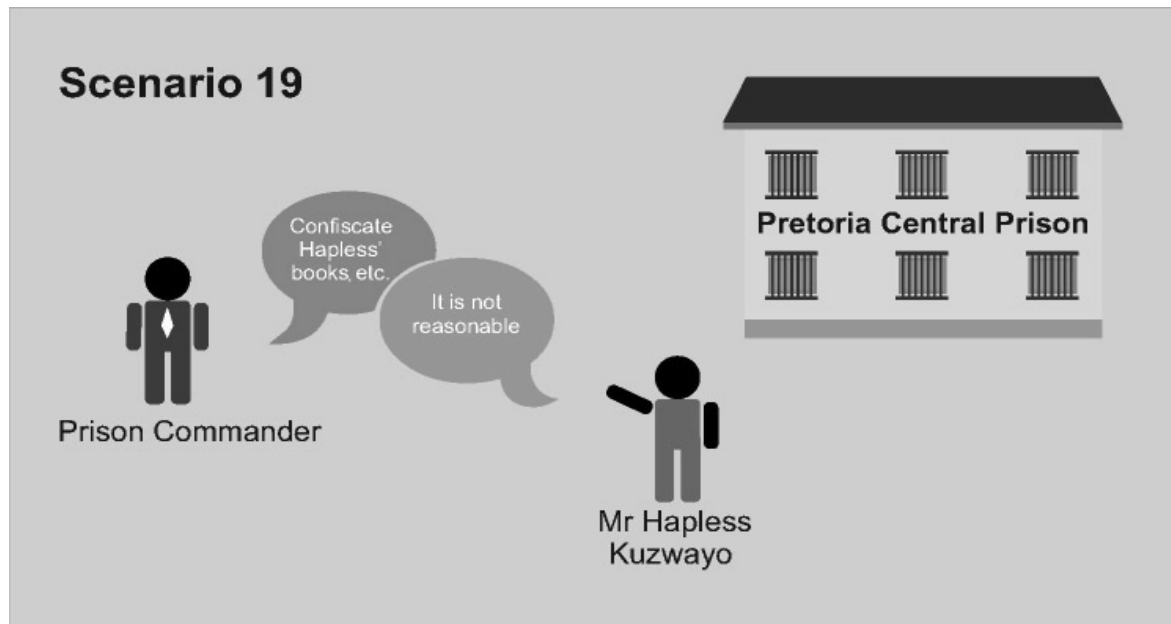 Scenario 19
Confiscate
Hapless'
books, etc.
It is not
reasonable
Pretoria Central Prison
Prison Commander
Mr Hapless
Kuzwayo